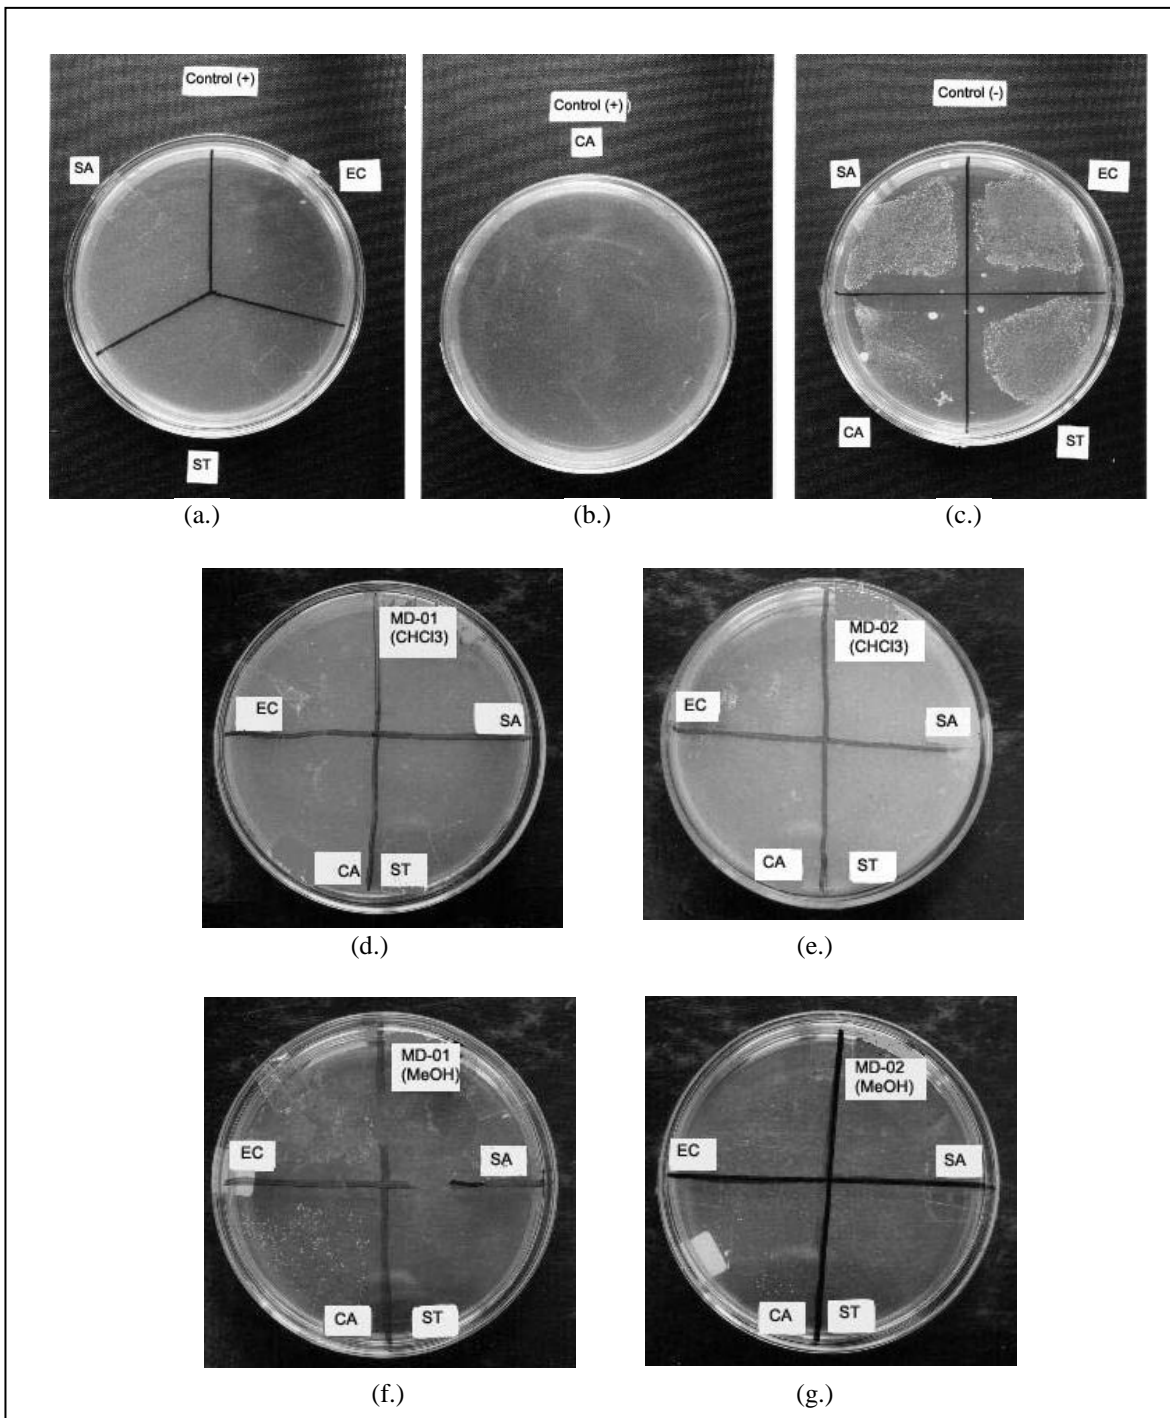 Control (+)
SA
EC
ST
(a.)
Control (+)
CA
(b.)
Control (-)
SA
EC
CA
ST
(c.)
MD-01
(CHCl3)
EC
SA
CA
ST
(d.)
MD-02
(CHCl3)
EC
SA
CA
ST
(e.)
MD-01
(MeOH)
EC
SA
CA
ST
(f.)
MD-02
(MeOH)
EC
SA
CA
ST
(g.)